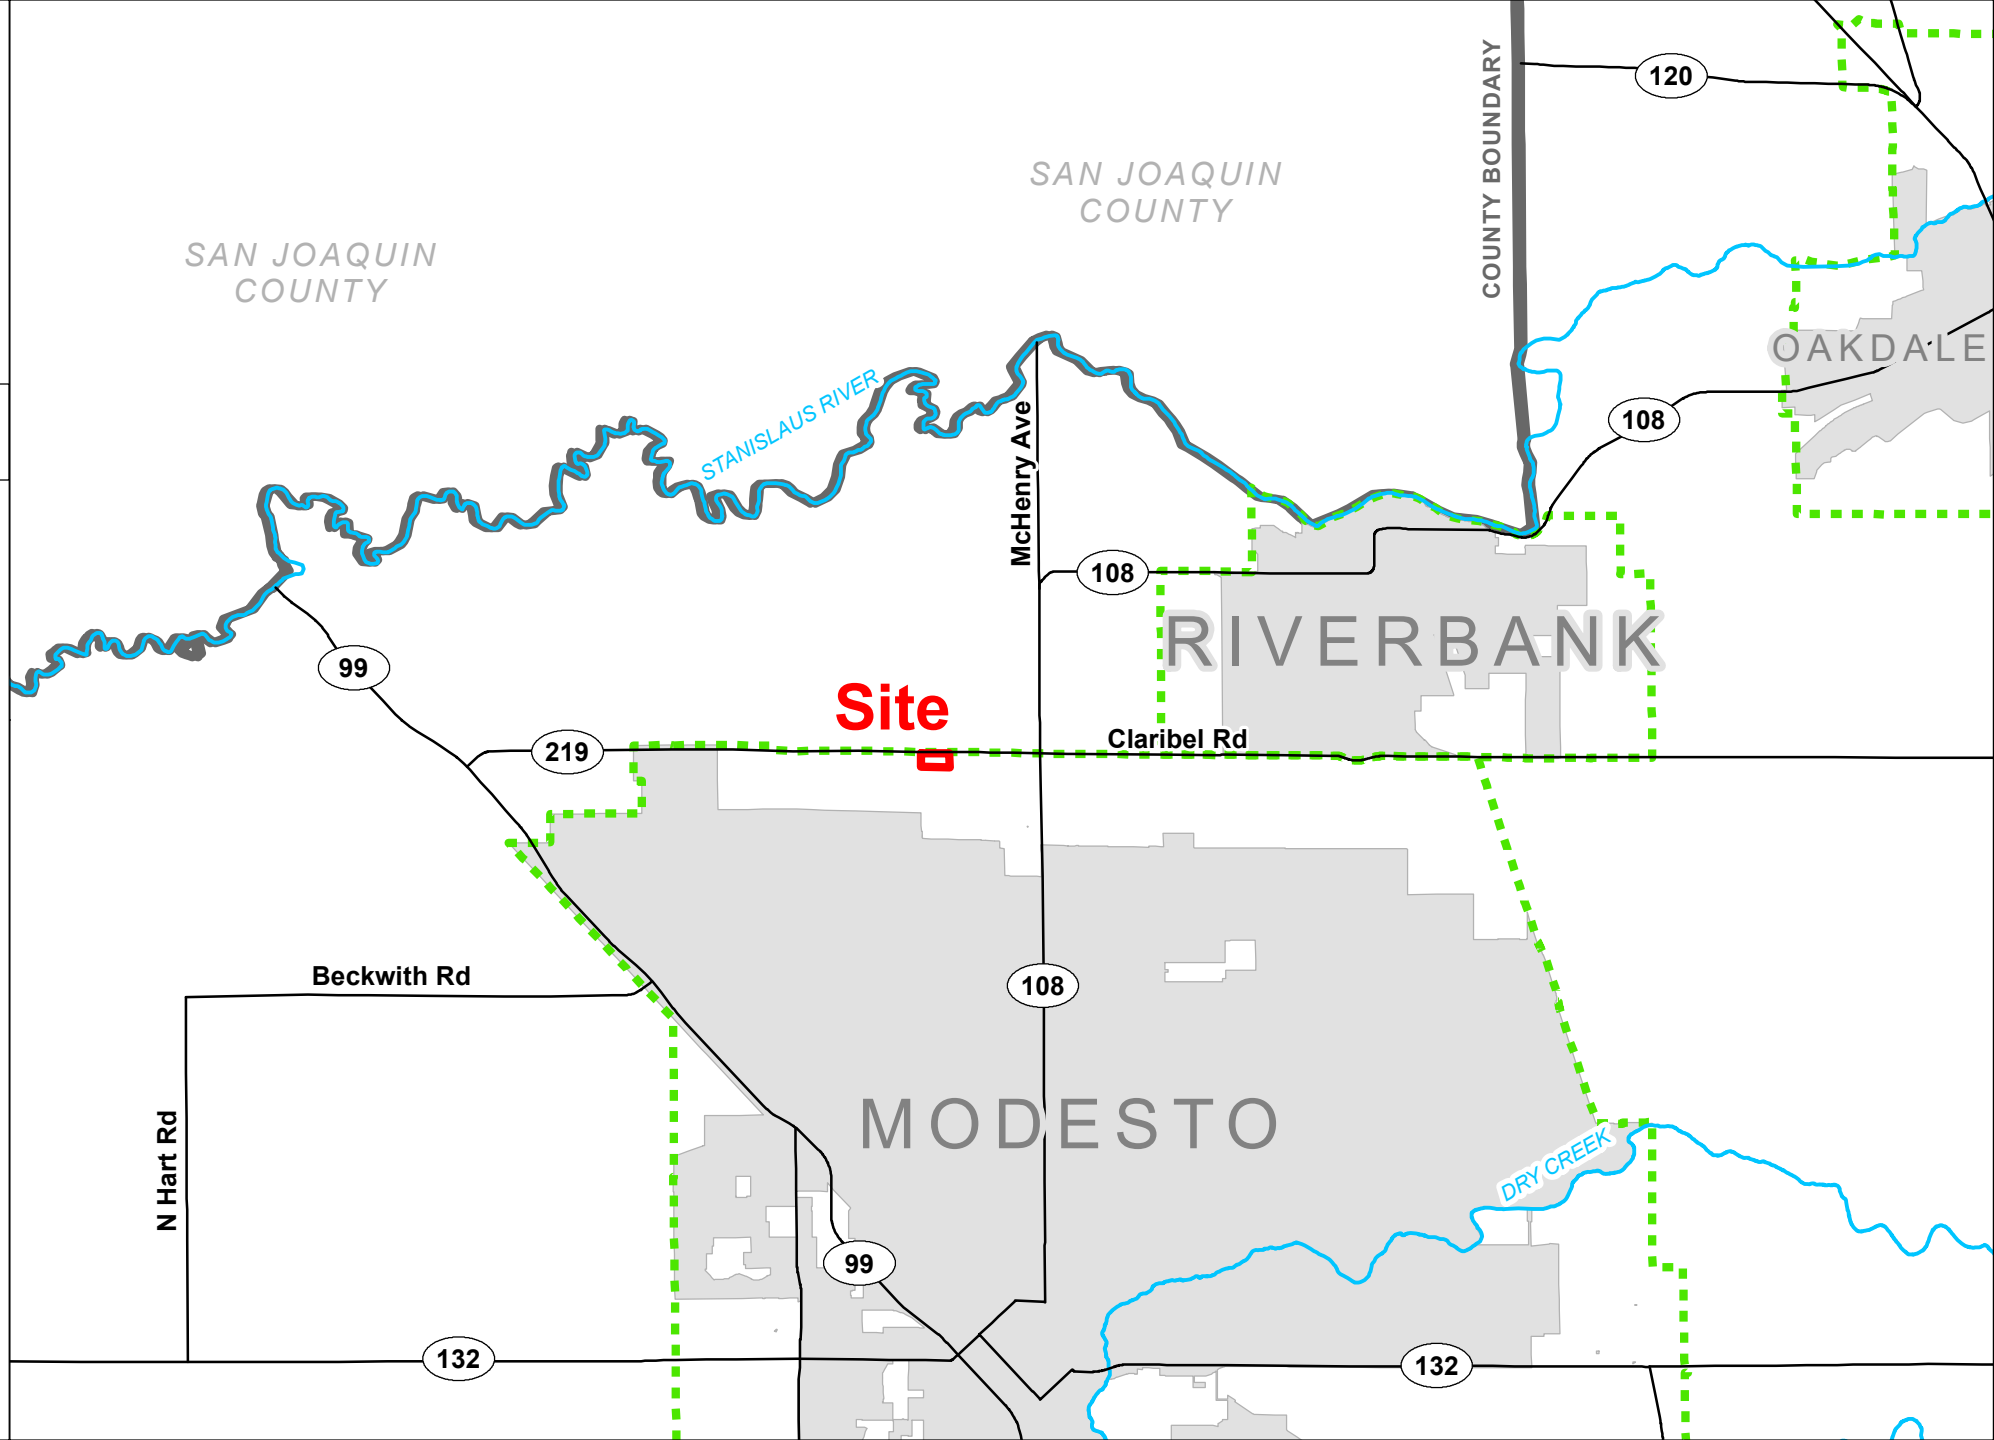 COUNTY BOUNDARY
120
SAN JOAQUIN
COUNTY
SAN JOAQUIN
COUNTY
OAKDALE
STANISLAUS RIVER
McHenry Ave
108
108
RIVERBANK
99
Site
219
Claribel Rd
Beckwith Rd
108
MODESTO
N Hart Rd
DRY CREEK
99
132
132